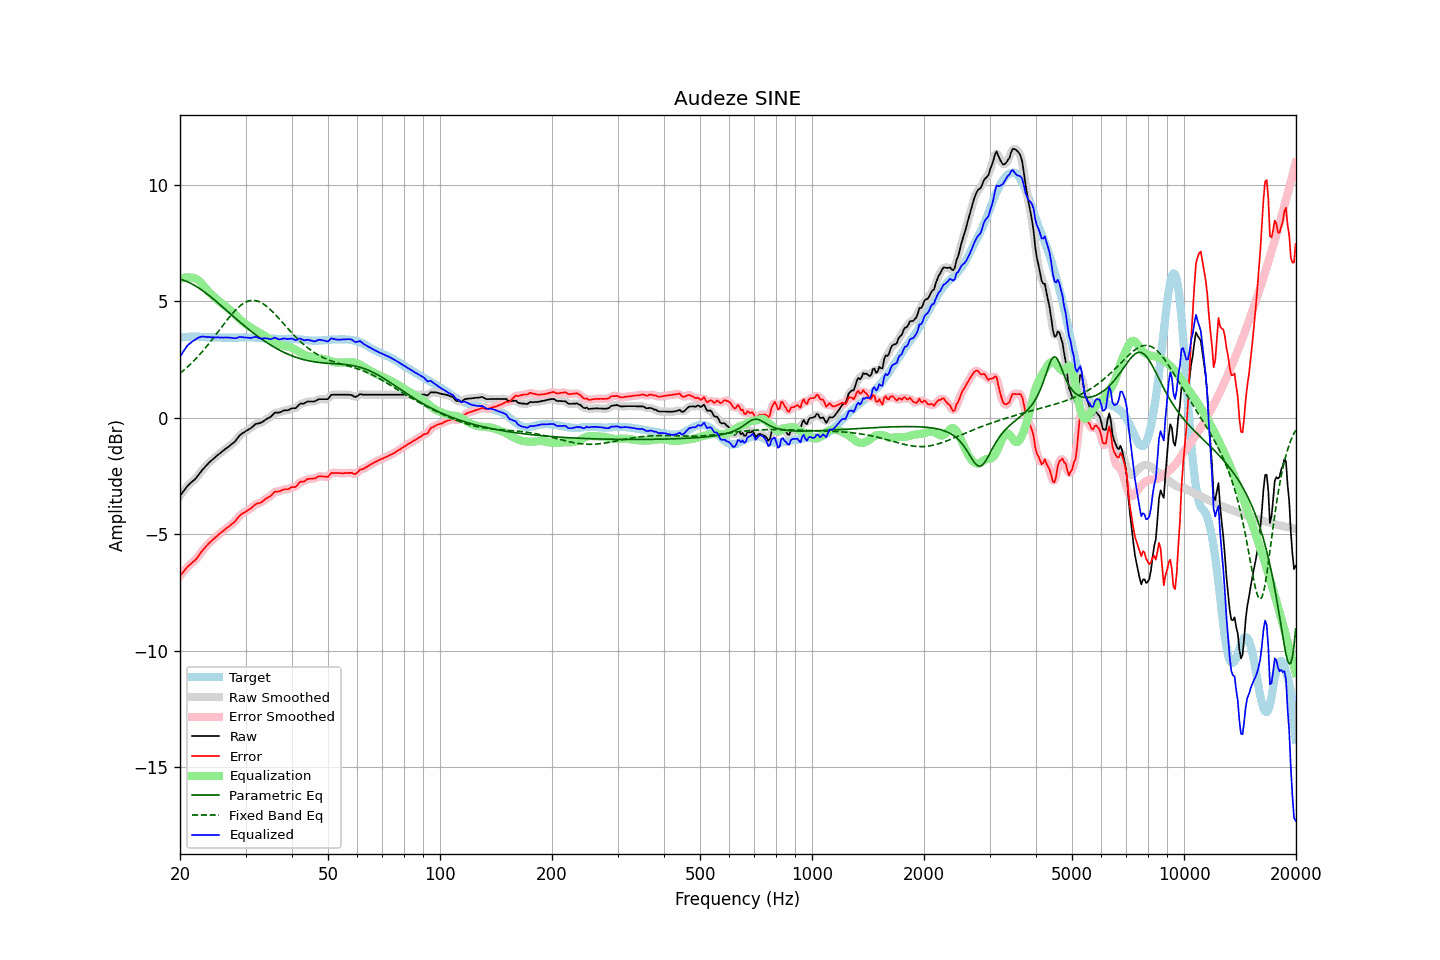 Audeze SINE
Amplitude (dBr)
10
5
0
−5
−10
−15
Target
Raw Smoothed
Error Smoothed
Raw
Error
Equalization
Parametric Eq
Fixed Band Eq
Equalized
20 50 100 200 500 1000 2000 5000 10000 20000
Frequency (Hz)